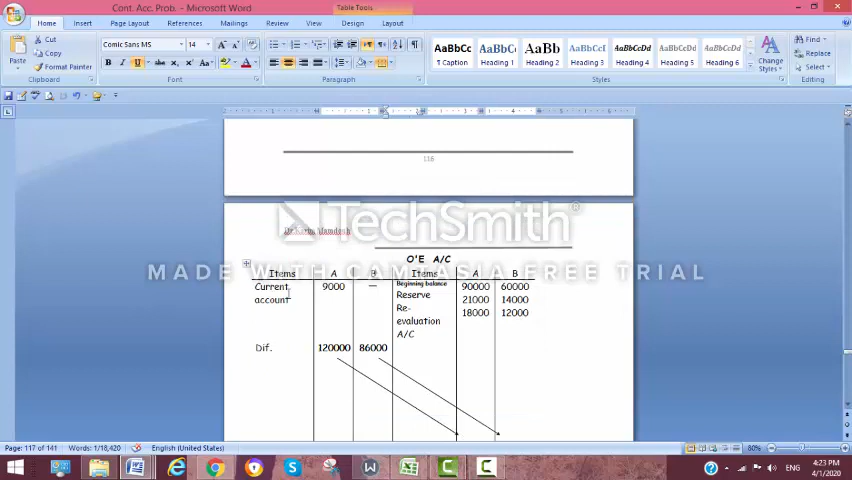 Cont. Acc. Prob. - Microsoft Word
Table Tools
Home Insert Page Layout References Mailings Review View Design Layout
Paste
Cut
Copy
Format Painter
Clipboard
Comic Sans MS 14
Font
Paragraph
AaBbCc AaBbCc AaBb AaBbCcI AaBbCcDd AaBbCcDd AaBbCcDd
¶ Caption Heading 1 Heading 2 Heading 3 Heading 4 Heading 5 Heading 6
Styles
Change
Styles
Find
Replace
Select
Editing
116
TechSmith®
MADE WITH CAMTASIA FREE TRIAL
O'E A/C
Items A B Items A B
Current 9000 — Beginning balance 90000 60000
account Reserve 21000 14000
Re- 18000 12000
evaluation
A/C
Dif. 120000 86000
Page: 117 of 141 Words: 1/18,420 English (United States) 80%
ENG
4:23 PM
4/1/2020